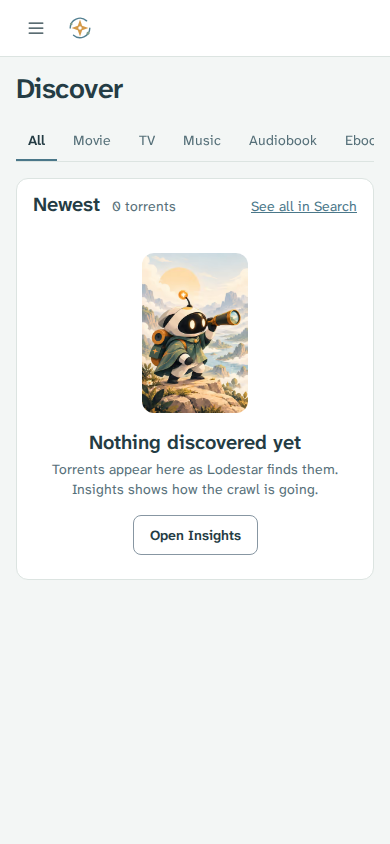 Discover
All Movie TV Music Audiobook Eboo
Newest 0 torrents See all in Search
Nothing discovered yet
Torrents appear here as Lodestar finds them.
Insights shows how the crawl is going.
Open Insights